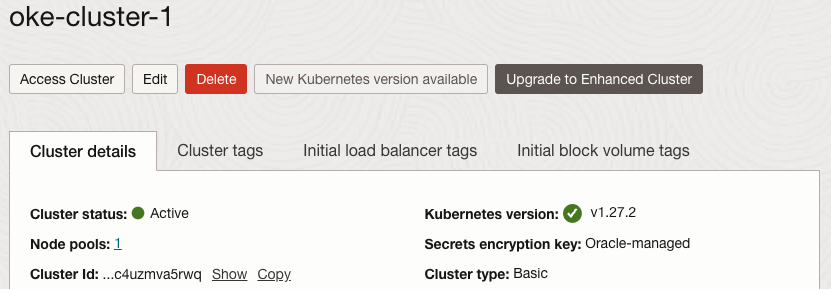 oke-cluster-1
Access Cluster Edit Delete New Kubernetes version available Upgrade to Enhanced Cluster
Cluster details Cluster tags Initial load balancer tags Initial block volume tags
Cluster status: Active Kubernetes version: v1.27.2
Node pools: 1 Secrets encryption key: Oracle-managed
Cluster Id: ...c4uzmva5rwq Show Copy Cluster type: Basic